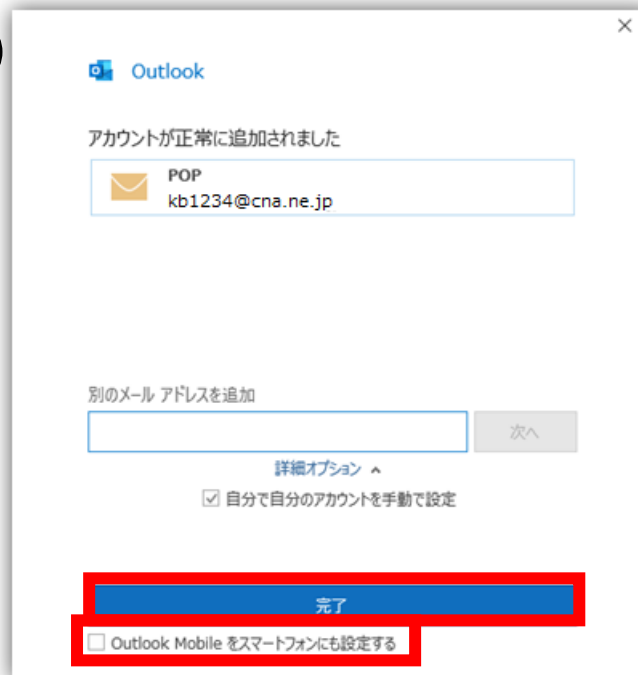 Outlook
アカウントが正常に追加されました
POP
kb1234@cna.ne.jp
別のメール アドレスを追加
次へ
詳細オプション
自分で自分のアカウントを手動で設定
完了
Outlook Mobile をスマートフォンにも設定する